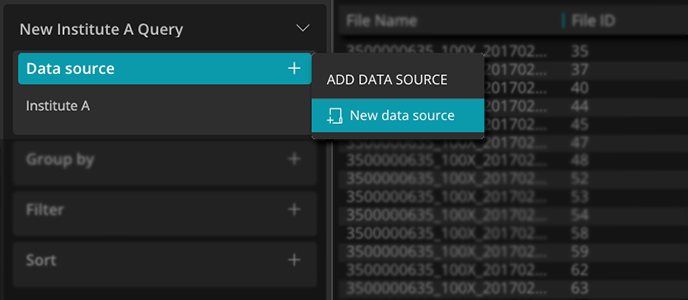 New Institute A Query
Data source +
Institute A
Group by +
Filter +
Sort +
ADD DATA SOURCE
New data source
File Name File ID
3500000635_100X_201702... 35
3500000635_100X_201702... 37
3500000635_100X_201702... 40
3500000635_100X_201702... 44
3500000635_100X_201702... 45
3500000635_100X_201702... 47
3500000635_100X_201702... 48
3500000635_100X_201702... 52
3500000635_100X_201702... 53
3500000635_100X_201702... 54
3500000635_100X_201702... 58
3500000635_100X_201702... 59
3500000635_100X_201702... 62
3500000635_100X_201702... 63